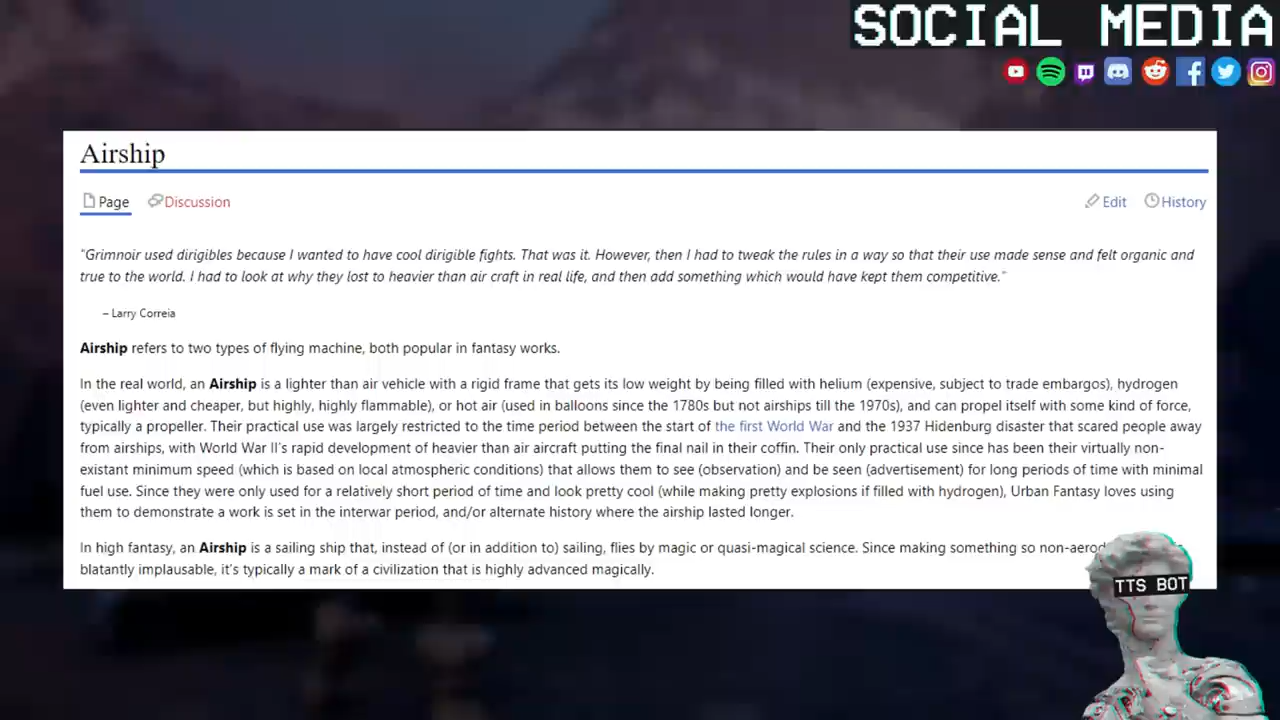 SOCIAL MEDIA
Airship
Page
Discussion
Edit
History
"Grimnoir used dirigibles because I wanted to have cool dirigible fights. That was it. However, then I had to tweak the rules in a way so that their use made sense and felt organic and
true to the world. I had to look at why they lost to heavier than air craft in real life, and then add something which would have kept them competitive."
– Larry Correia
Airship refers to two types of flying machine, both popular in fantasy works.
In the real world, an Airship is a lighter than air vehicle with a rigid frame that gets its low weight by being filled with helium (expensive, subject to trade embargos), hydrogen
(even lighter and cheaper, but highly, highly flammable), or hot air (used in balloons since the 1780s but not airships till the 1970s), and can propel itself with some kind of force,
typically a propeller. Their practical use was largely restricted to the time period between the start of the first World War and the 1937 Hidenburg disaster that scared people away
from airships, with World War II's rapid development of heavier than air aircraft putting the final nail in their coffin. Their only practical use since has been their virtually non-
existant minimum speed (which is based on local atmospheric conditions) that allows them to see (observation) and be seen (advertisement) for long periods of time with minimal
fuel use. Since they were only used for a relatively short period of time and look pretty cool (while making pretty explosions if filled with hydrogen), Urban Fantasy loves using
them to demonstrate a work is set in the interwar period, and/or alternate history where the airship lasted longer.
In high fantasy, an Airship is a sailing ship that, instead of (or in addition to) sailing, flies by magic or quasi-magical science. Since making something so
blatantly implausable, it's typically a mark of a civilization that is highly advanced magically.
TTS BOT